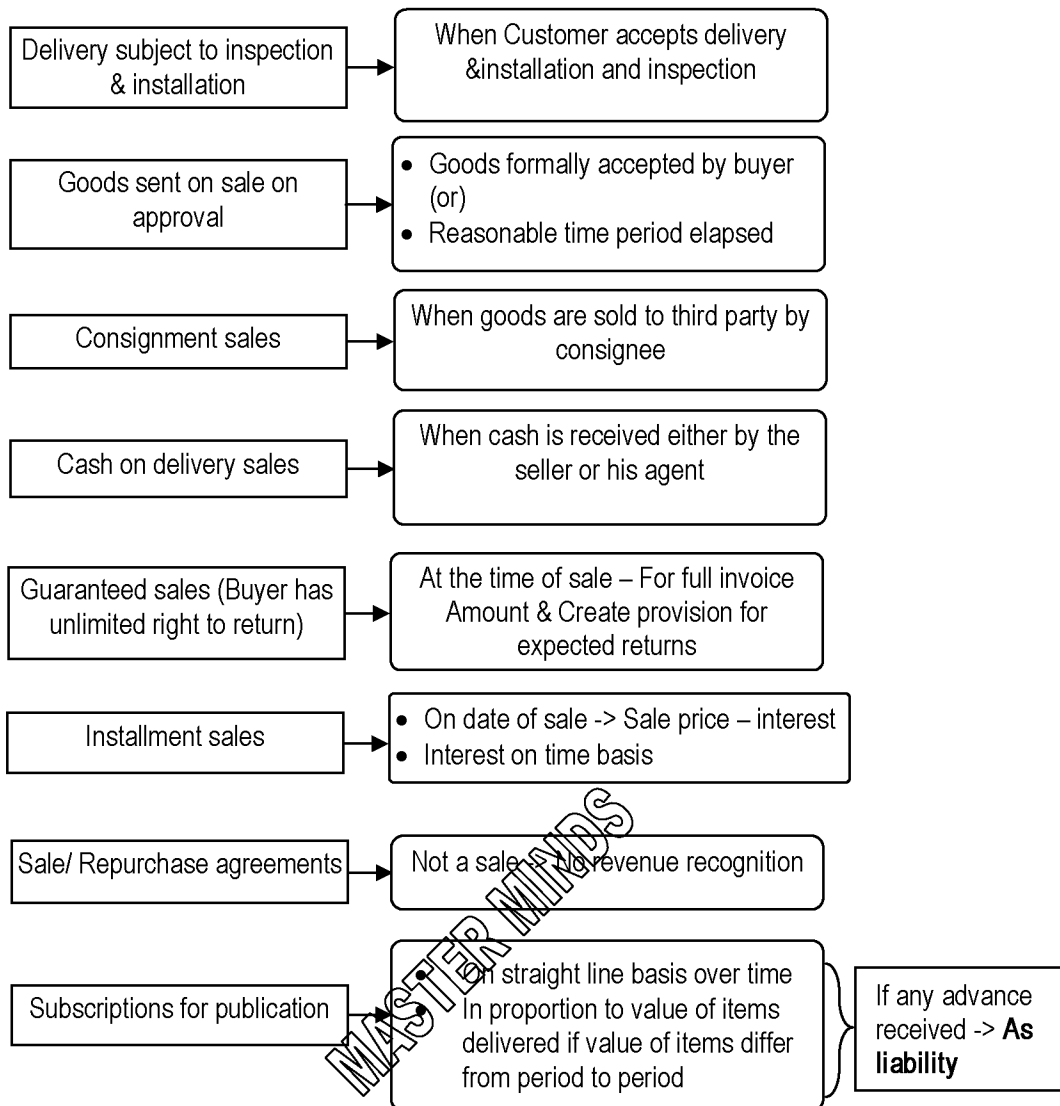 Delivery subject to inspection
& installation
When Customer accepts delivery
&installation and inspection
Goods sent on sale on
approval
• Goods formally accepted by buyer
(or)
• Reasonable time period elapsed
Consignment sales
When goods are sold to third party by
consignee
Cash on delivery sales
When cash is received either by the
seller or his agent
Guaranteed sales (Buyer has
unlimited right to return)
At the time of sale – For full invoice
Amount & Create provision for
expected returns
Installment sales
• On date of sale -> Sale price – interest
• Interest on time basis
Sale/ Repurchase agreements
Not a sale -> No revenue recognition
Subscriptions for publication
• On straight line basis over time
• In proportion to value of items
delivered if value of items differ
from period to period
If any advance
received -> As
liability
MASTER MINDS